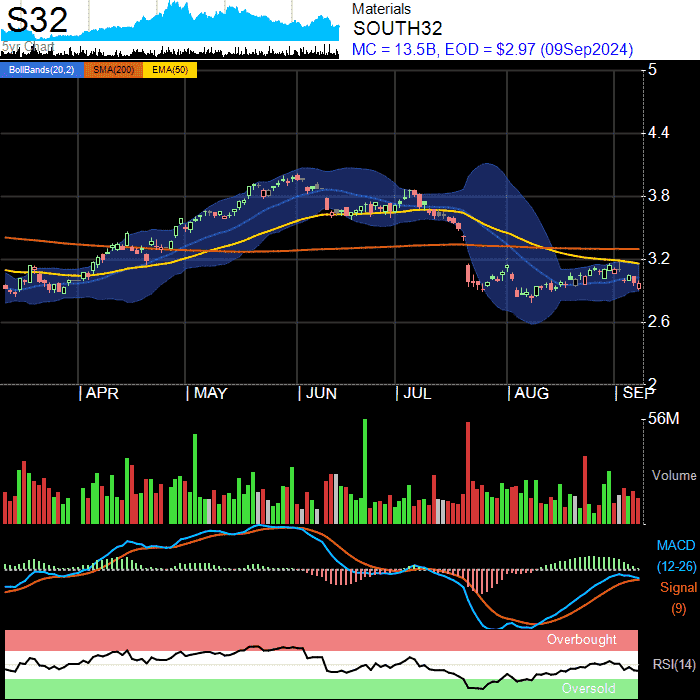 S32
5yr Chart
Materials
SOUTH32
MC = 13.5B, EOD = $2.97 (09Sep2024)
BollBands(20,2) SMA(200) EMA(50)
5
4.4
3.8
3.2
2.6
2
| APR | MAY | JUN | JUL | AUG | SEP
56M
Volume
MACD
(12-26)
Signal
(9)
Overbought
RSI(14)
Oversold